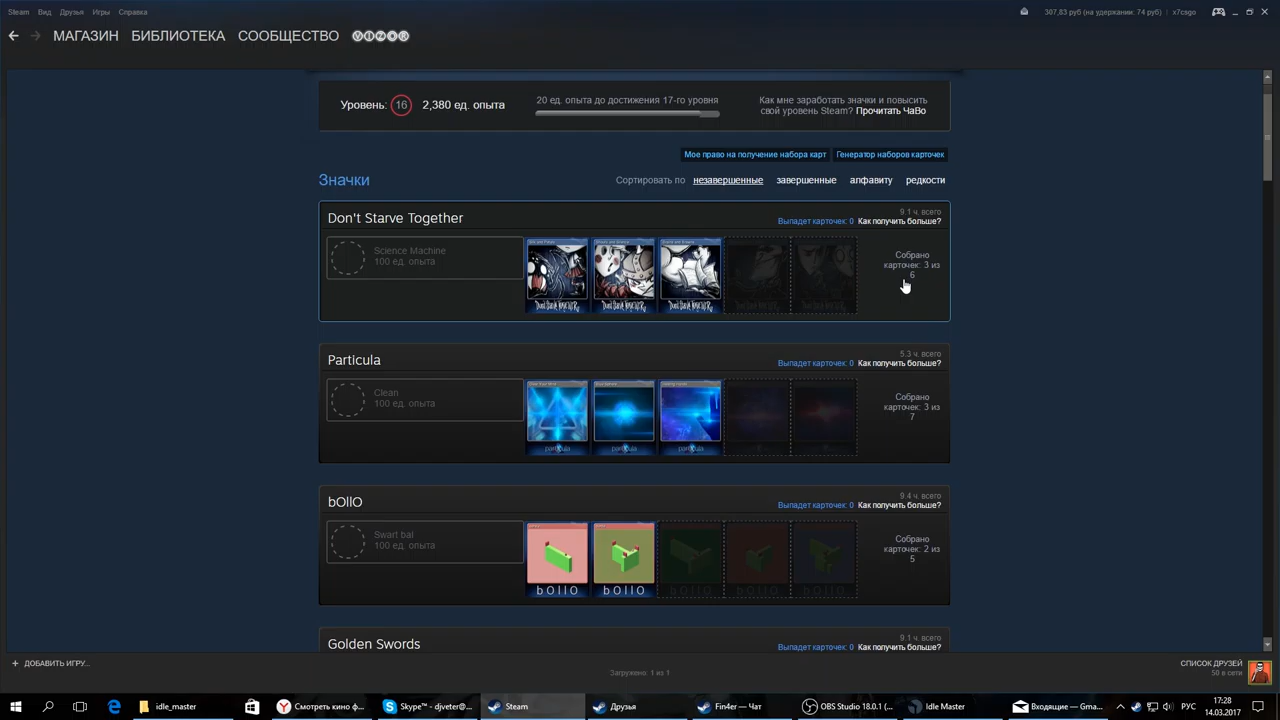 Steam Вид Друзья Игры Справка
307,83 руб (на удержании: 74 руб) x7csgo
МАГАЗИН БИБЛИОТЕКА СООБЩЕСТВО VIZOR
Уровень: 16 2,380 ед. опыта
20 ед. опыта до достижения 17-го уровня
Как мне заработать значки и повысить
свой уровень Steam? Прочитать ЧаВо
Мое право на получение набора карт Генератор наборов карточек
Значки
Сортировать по незавершенные завершенные алфавиту редкости
Don't Starve Together
9.1 ч. всего
Выпадет карточек: 0 Как получить больше?
Science Machine
100 ед. опыта
Собрано
карточек: 3 из
6
Particula
5.3 ч. всего
Выпадет карточек: 0 Как получить больше?
Clean
100 ед. опыта
particula particula particula
Собрано
карточек: 3 из
7
bOllO
9.4 ч. всего
Выпадет карточек: 0 Как получить больше?
Swart bal
100 ед. опыта
bOllO bOllO
Собрано
карточек: 2 из
5
Golden Swords
9.1 ч. всего
Выпадет карточек: 0 Как получить больше?
+ ДОБАВИТЬ ИГРУ...
Загружено: 1 из 1
СПИСОК ДРУЗЕЙ
50 в сети
idle_master
Смотреть кино ф...
Skype™ - djveter@...
Steam
Друзья
Finder — Чат
OBS Studio 18.0.1 (...
Idle Master
Входящие — Gma...
РУС
17:28
14.03.2017